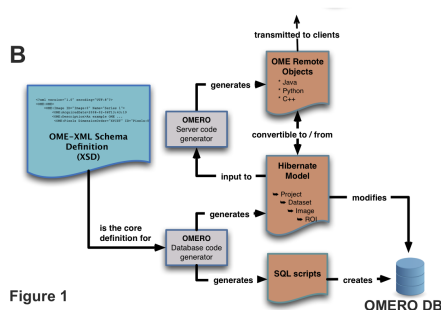 transmitted to clients
B
OME Remote
Objects
* Java
* Python
* C++
generates
OME-XML Schema
Definition
(XSD)
OMERO
Server code
generator
convertible to / from
input to
Hibernate
Model
Project
Dataset
Image
ROI
modifies
is the core
definition for
generates
OMERO
Database code
generator
generates
SQL scripts
creates
Figure 1
OMERO DB